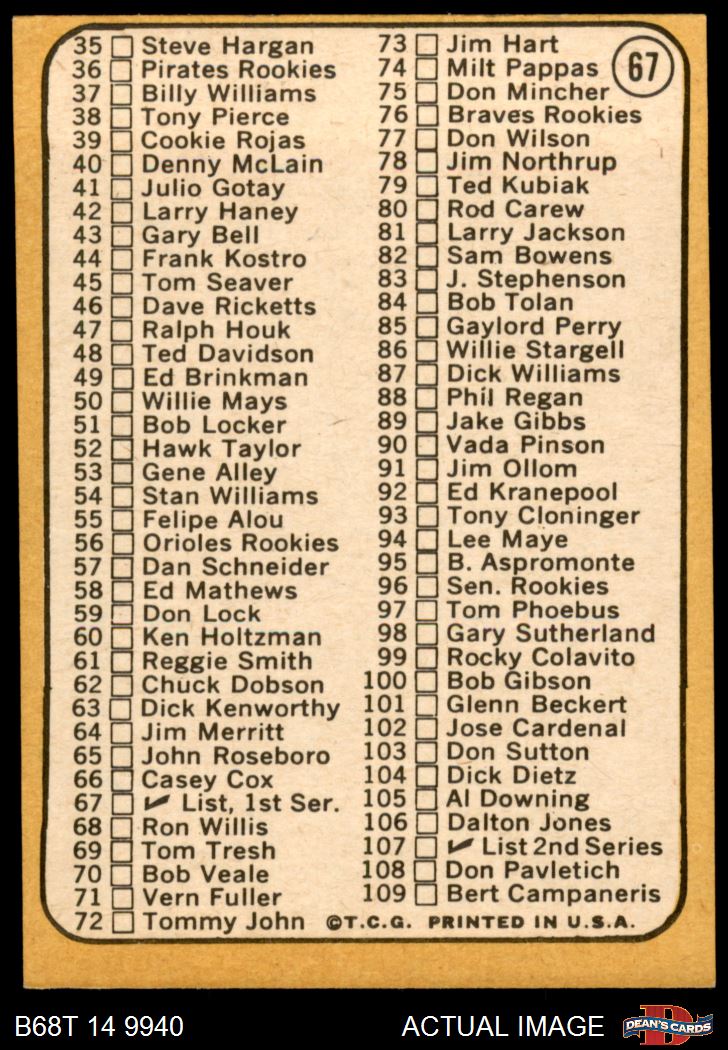 67
35 Steve Hargan
36 Pirates Rookies
37 Billy Williams
38 Tony Pierce
39 Cookie Rojas
40 Denny McLain
41 Julio Gotay
42 Larry Haney
43 Gary Bell
44 Frank Kostro
45 Tom Seaver
46 Dave Ricketts
47 Ralph Houk
48 Ted Davidson
49 Ed Brinkman
50 Willie Mays
51 Bob Locker
52 Hawk Taylor
53 Gene Alley
54 Stan Williams
55 Felipe Alou
56 Orioles Rookies
57 Dan Schneider
58 Ed Mathews
59 Don Lock
60 Ken Holtzman
61 Reggie Smith
62 Chuck Dobson
63 Dick Kenworthy
64 Jim Merritt
65 John Roseboro
66 Casey Cox
67 ✔ List, 1st Ser.
68 Ron Willis
69 Tom Tresh
70 Bob Veale
71 Vern Fuller
72 Tommy John
73 Jim Hart
74 Milt Pappas
75 Don Mincher
76 Braves Rookies
77 Don Wilson
78 Jim Northrup
79 Ted Kubiak
80 Rod Carew
81 Larry Jackson
82 Sam Bowens
83 J. Stephenson
84 Bob Tolan
85 Gaylord Perry
86 Willie Stargell
87 Dick Williams
88 Phil Regan
89 Jake Gibbs
90 Vada Pinson
91 Jim Ollom
92 Ed Kranepool
93 Tony Cloninger
94 Lee Maye
95 B. Aspromonte
96 Sen. Rookies
97 Tom Phoebus
98 Gary Sutherland
99 Rocky Colavito
100 Bob Gibson
101 Glenn Beckert
102 Jose Cardenal
103 Don Sutton
104 Dick Dietz
105 Al Downing
106 Dalton Jones
107 ✔ List 2nd Series
108 Don Pavletich
109 Bert Campaneris
©T.C.G. PRINTED IN U.S.A.
B68T 14 9940
ACTUAL IMAGE
D
DEAN'S CARDS